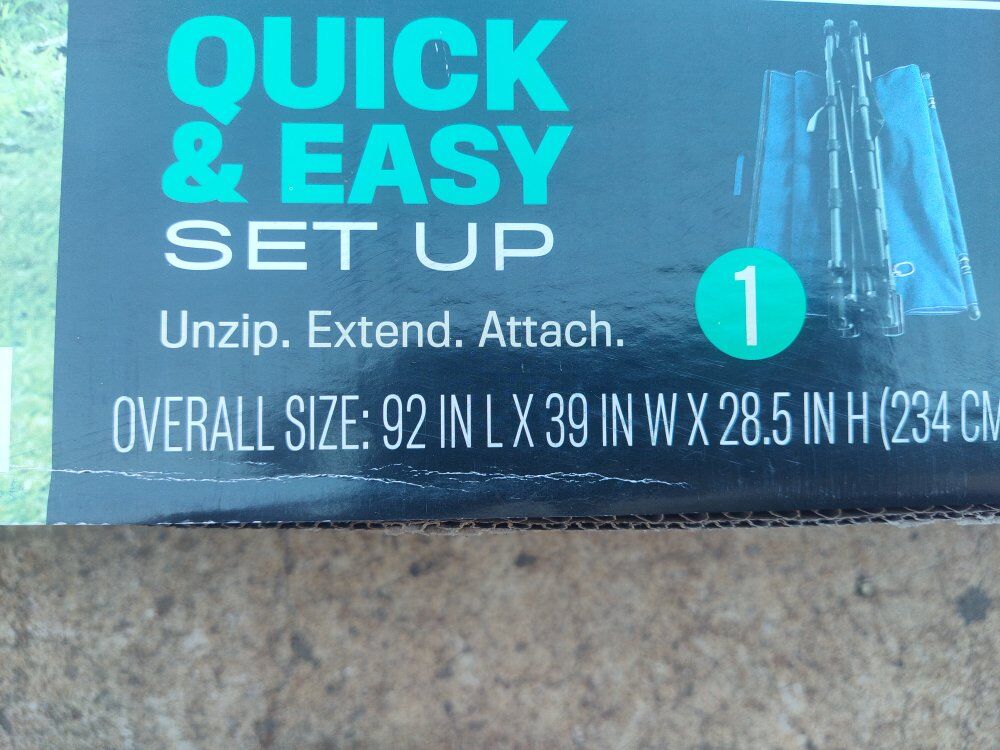 QUICK
& EASY
SET UP
Unzip. Extend. Attach.
1
OVERALL SIZE: 92 IN L X 39 IN W X 28.5 IN H (234 CM